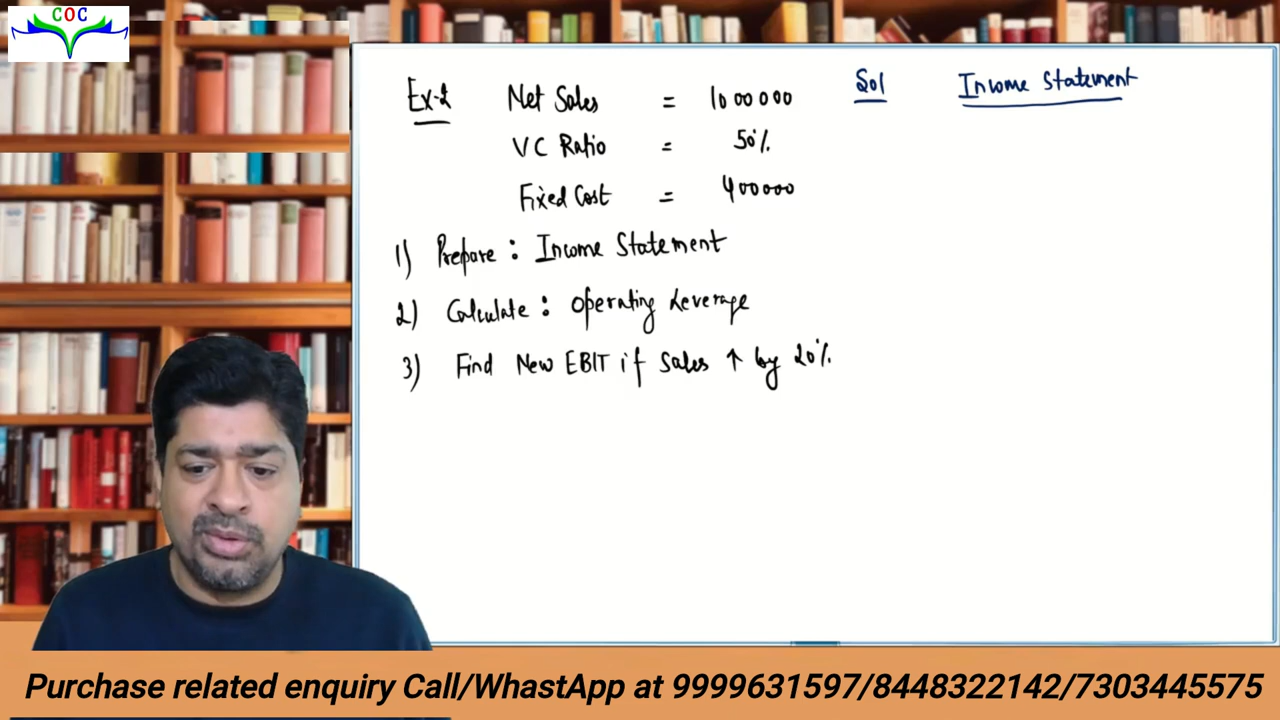 COC
Ex-2 Net Sales = 1000000
VC Ratio = 50%
Fixed Cost = 400000
1) Prepare : Income Statement
2) Calculate : Operating Leverage
3) Find New EBIT if Sales ↑ by 20%.
Sol Income Statement
Purchase related enquiry Call/WhastApp at 9999631597/8448322142/7303445575